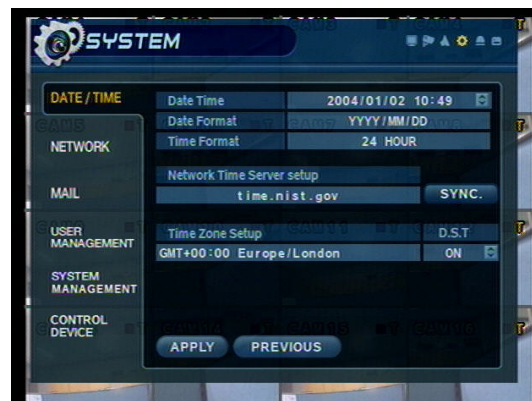 SYSTEM
DATE / TIME
Date Time 2004/01/02 10:49
Date Format YYYY / MM / DD
Time Format 24 HOUR
NETWORK
Network Time Server setup
MAIL
time.nist.gov SYNC.
USER MANAGEMENT
Time Zone Setup D.S.T
GMT+00:00 Europe/London ON
SYSTEM MANAGEMENT
CONTROL DEVICE
APPLY PREVIOUS